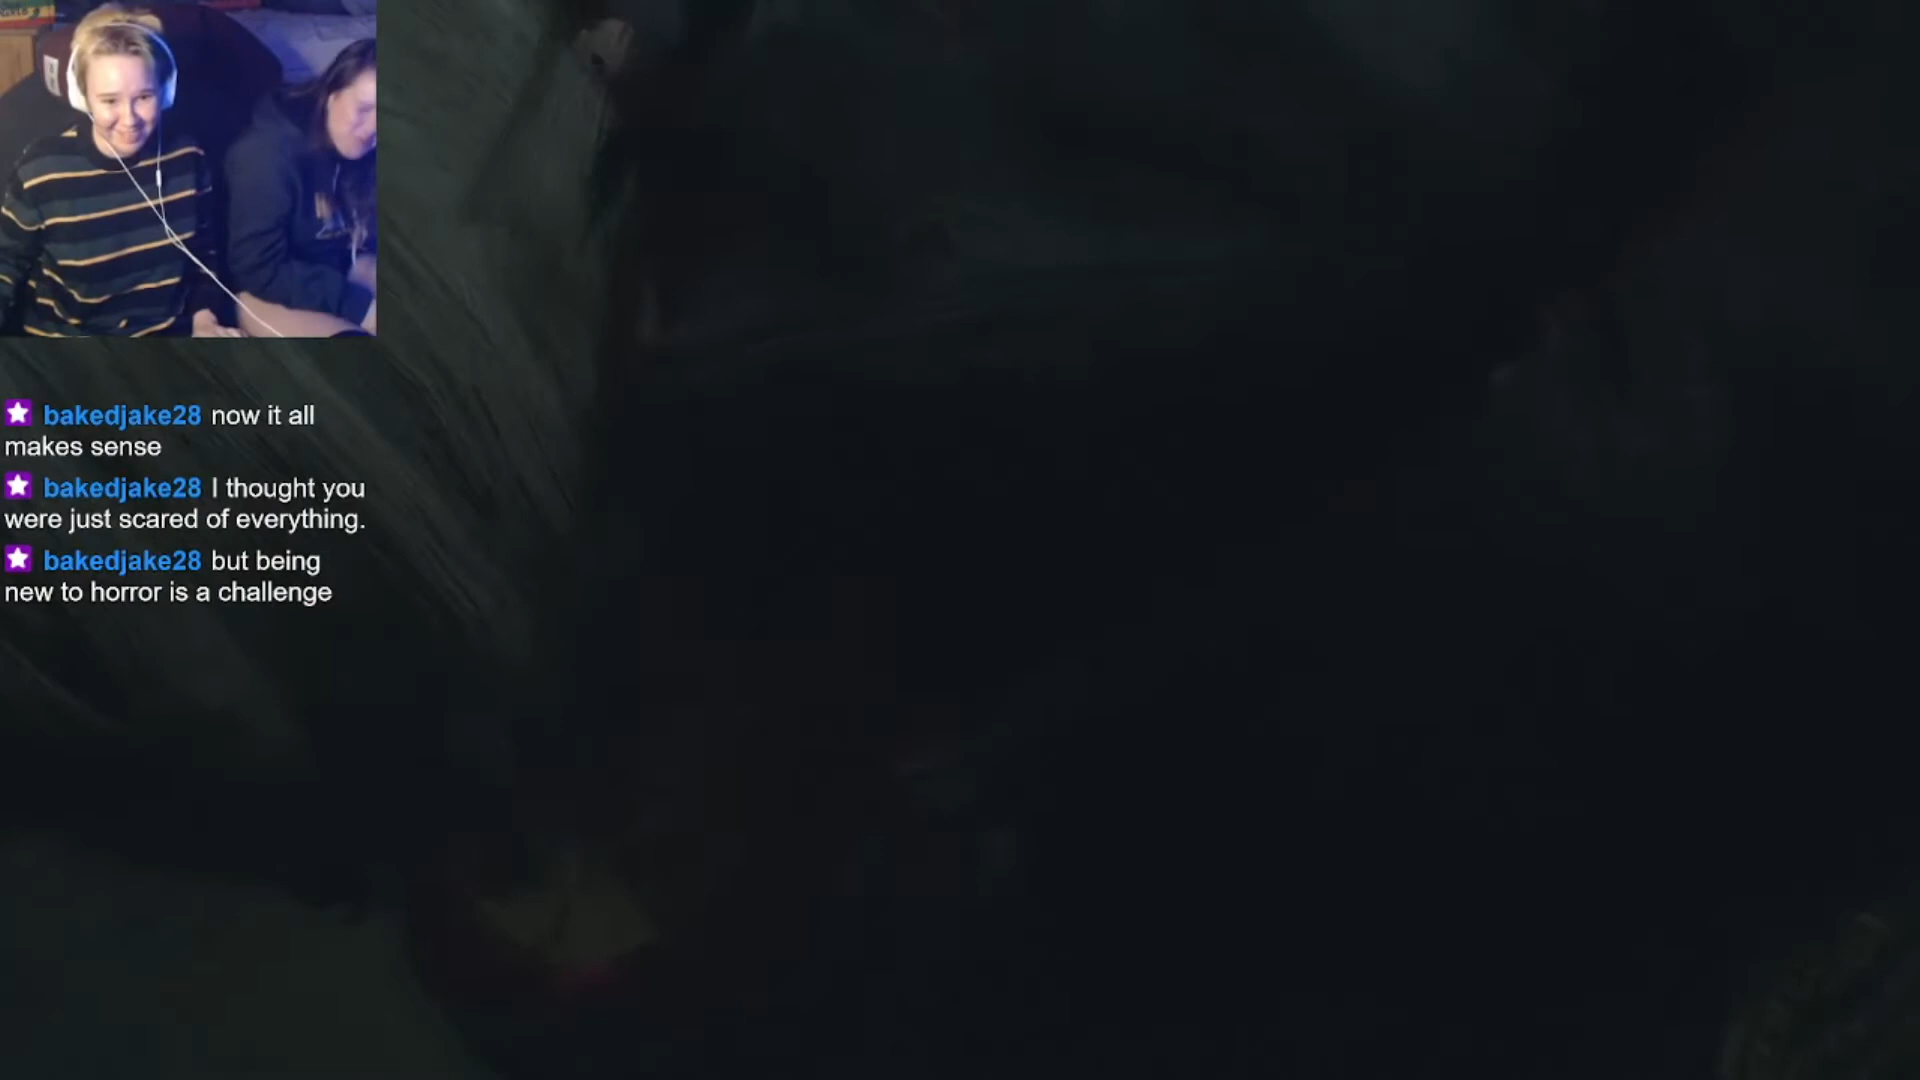 bakedjake28 now it all
makes sense
bakedjake28 I thought you
were just scared of everything.
bakedjake28 but being
new to horror is a challenge